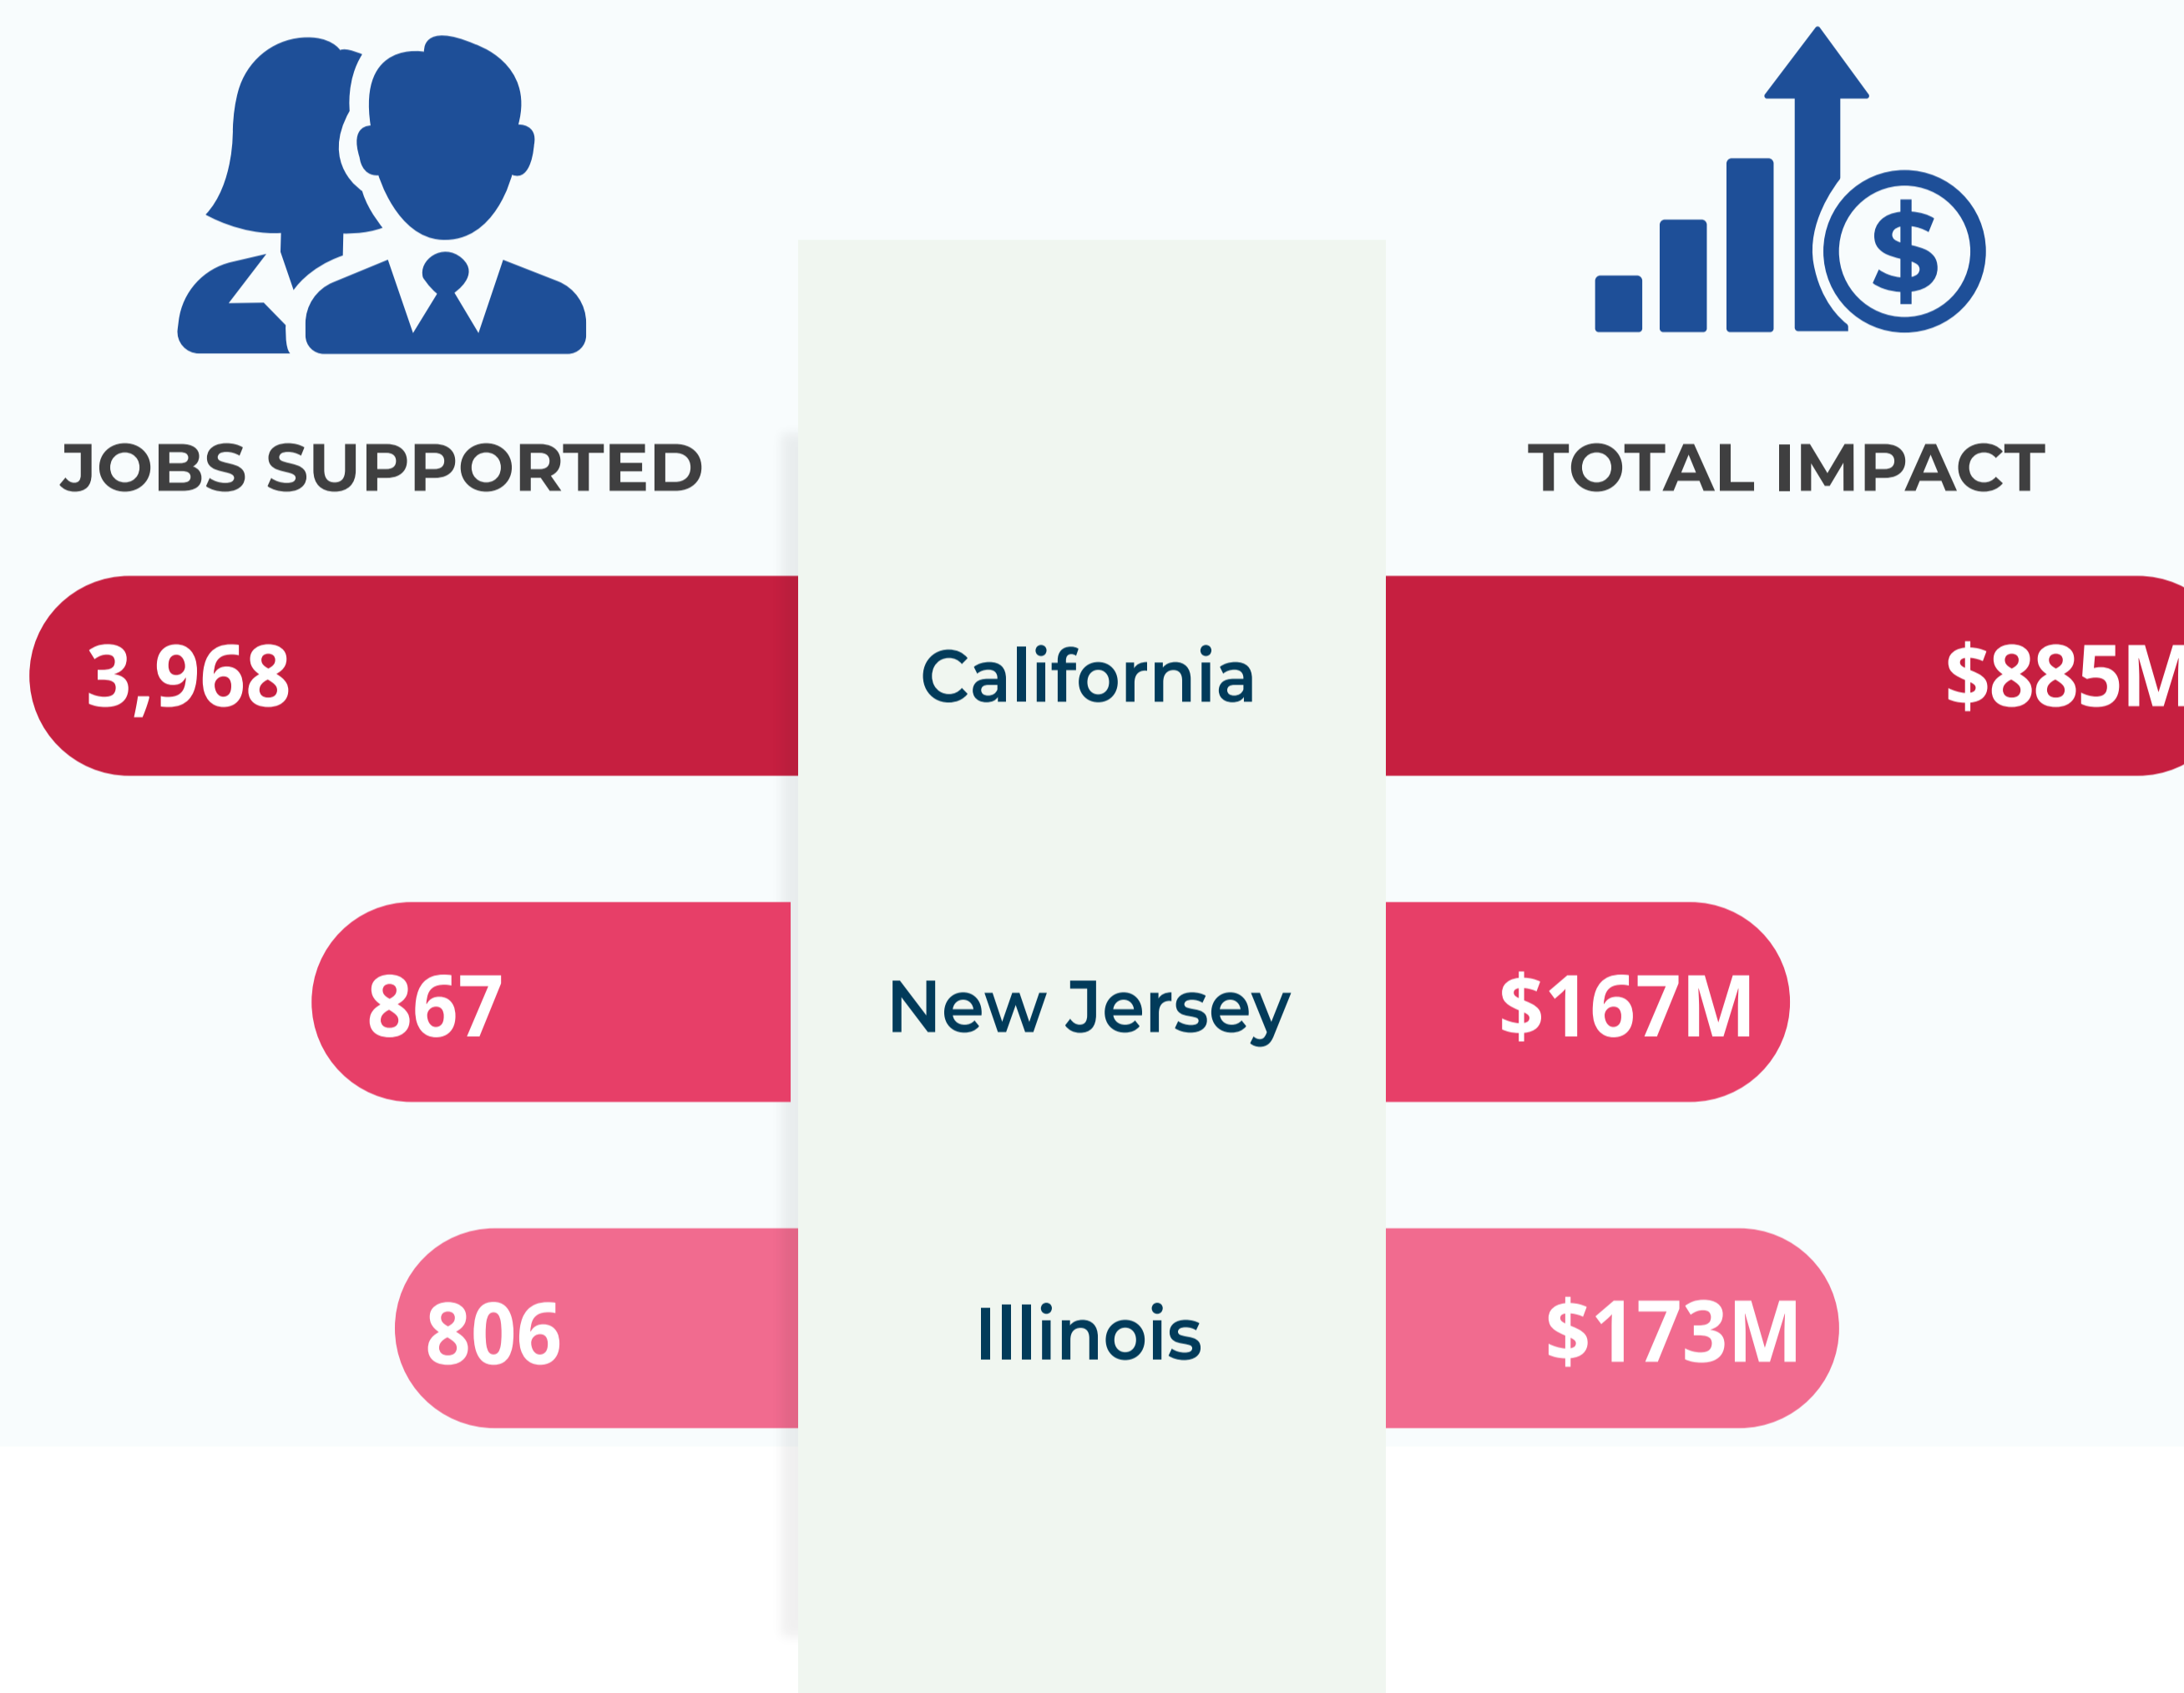 JOBS SUPPORTED
TOTAL IMPACT
3,968
California
$885M
867
New Jersey
$167M
806
Illinois
$173M